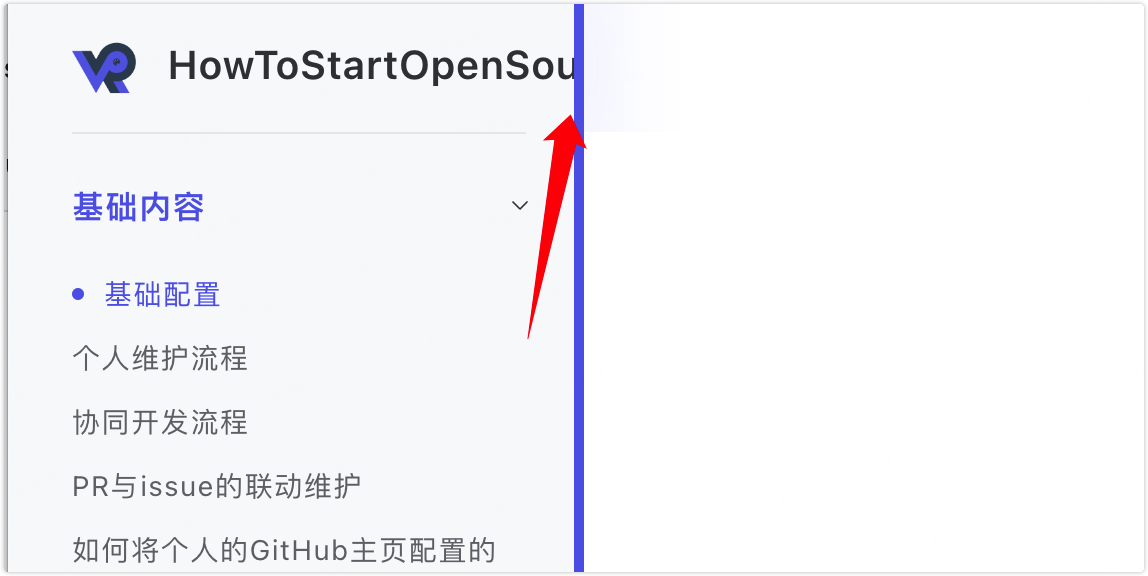 HowToStartOpenSou
基础内容
基础配置
个人维护流程
协同开发流程
PR与issue的联动维护
如何将个人的GitHub主页配置的